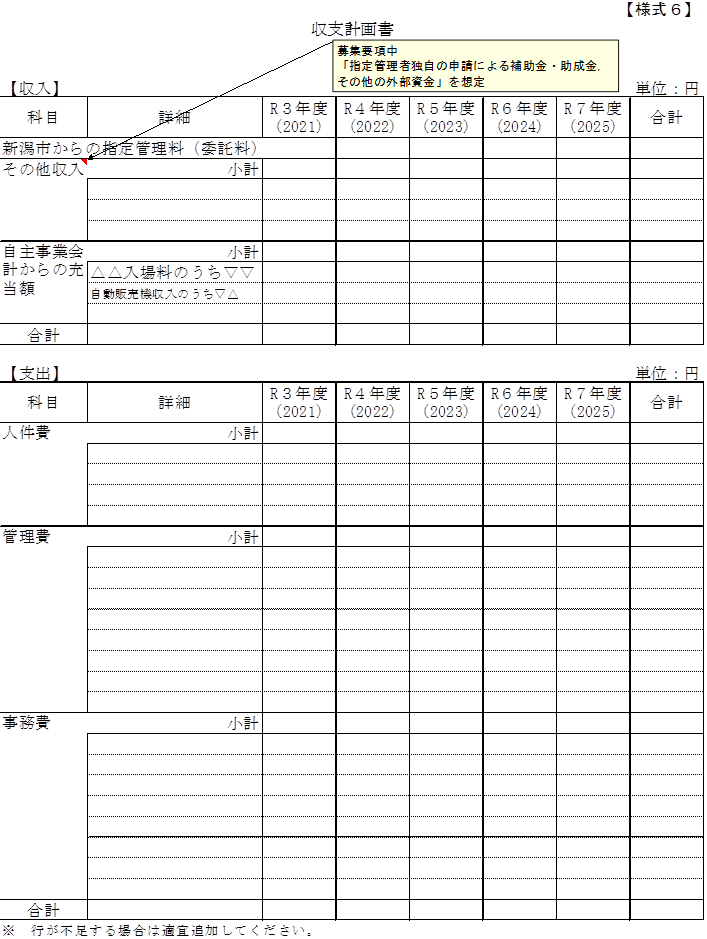 【様式６】
収支計画書
募集要項中
「指定管理者独自の申請による補助金・助成金，
その他の外部資金」を想定
【収入】 単位：円
科目 詳細 R３年度 R４年度 R５年度 R６年度 R７年度 合計
(2021) (2022) (2023) (2024) (2025)
新潟市からの指定管理料（委託料）
その他収入 小計
自主事業会計からの充当額 小計
△△入場料のうち▽▽
自動販売機収入のうち▽△
合計
【支出】 単位：円
科目 詳細 R３年度 R４年度 R５年度 R６年度 R７年度 合計
(2021) (2022) (2023) (2024) (2025)
人件費 小計
管理費 小計
事務費 小計
合計
※　行が不足する場合は適宜追加してください。